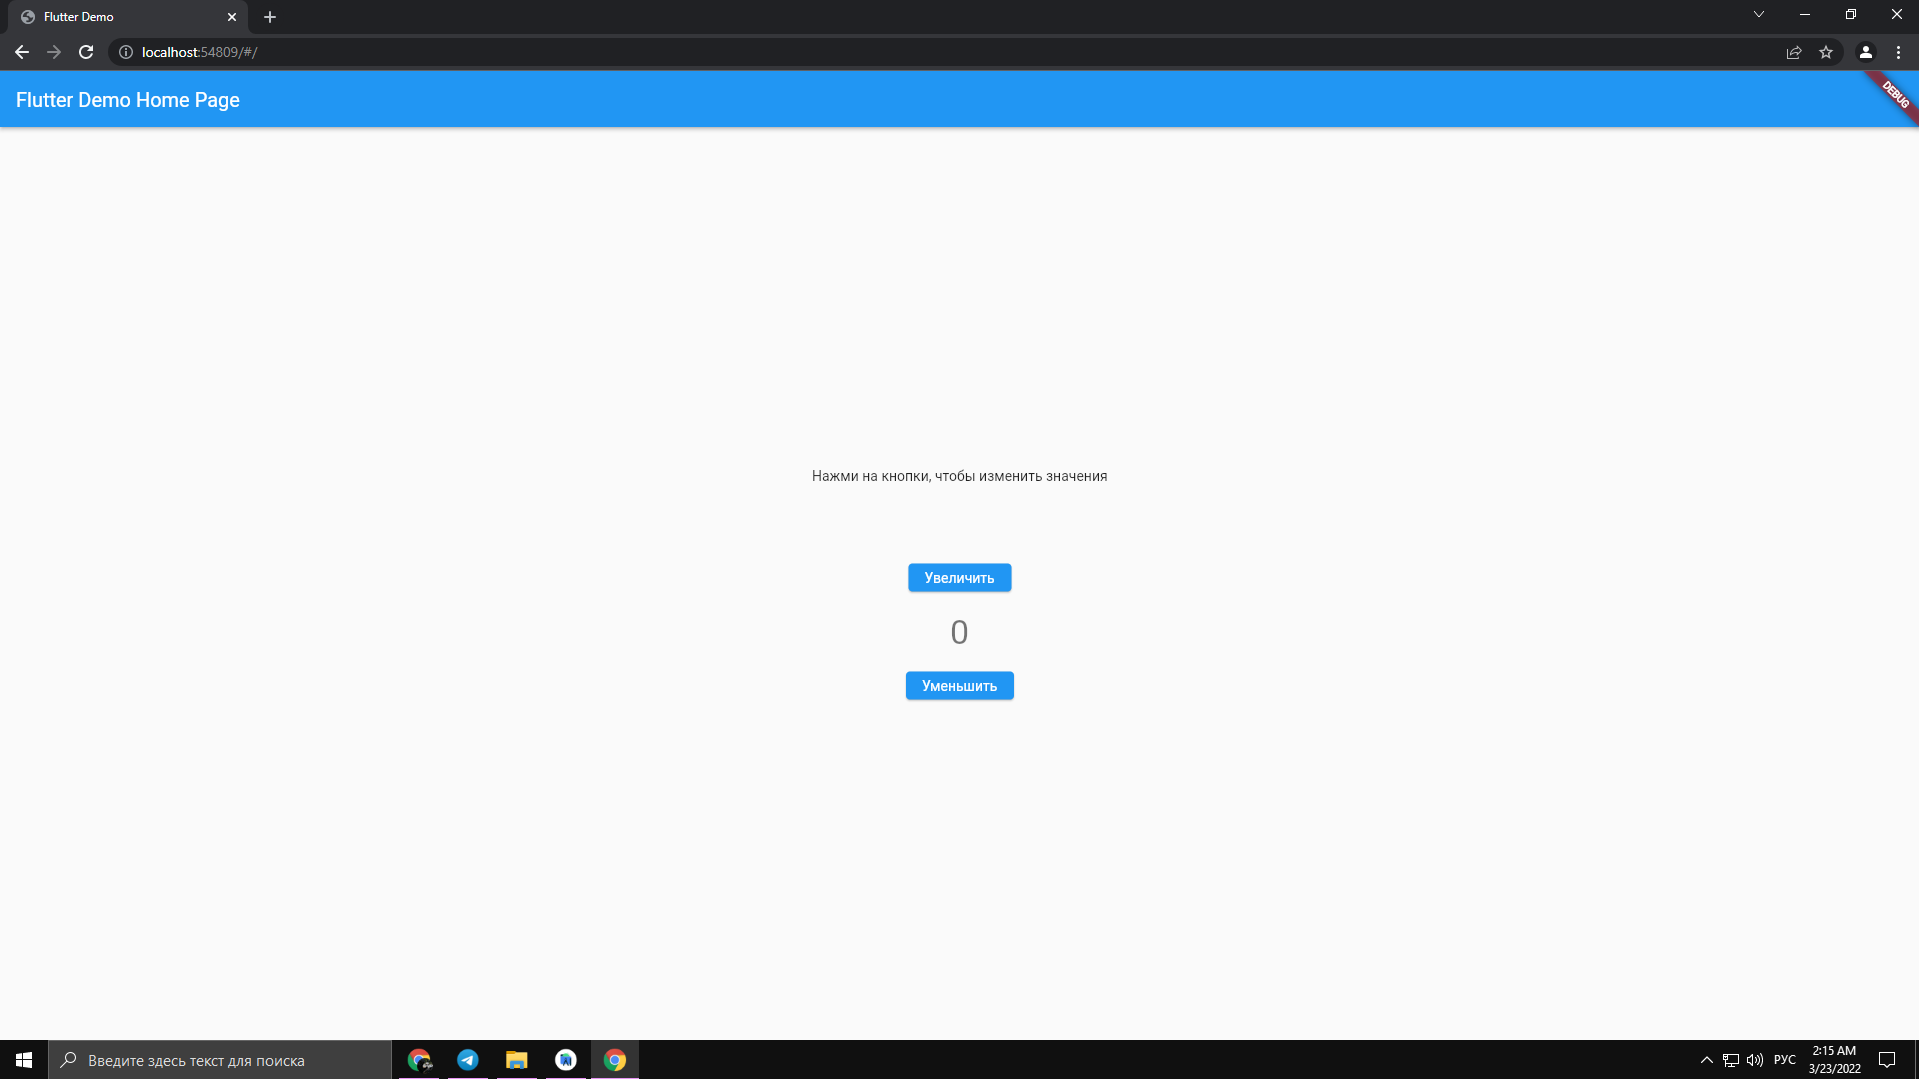 Flutter Demo
localhost:54809/#/
Flutter Demo Home Page
DEBUG
Нажми на кнопки, чтобы изменить значения
Увеличить
0
Уменьшить
Введите здесь текст для поиска
РУС
2:15 AM
3/23/2022